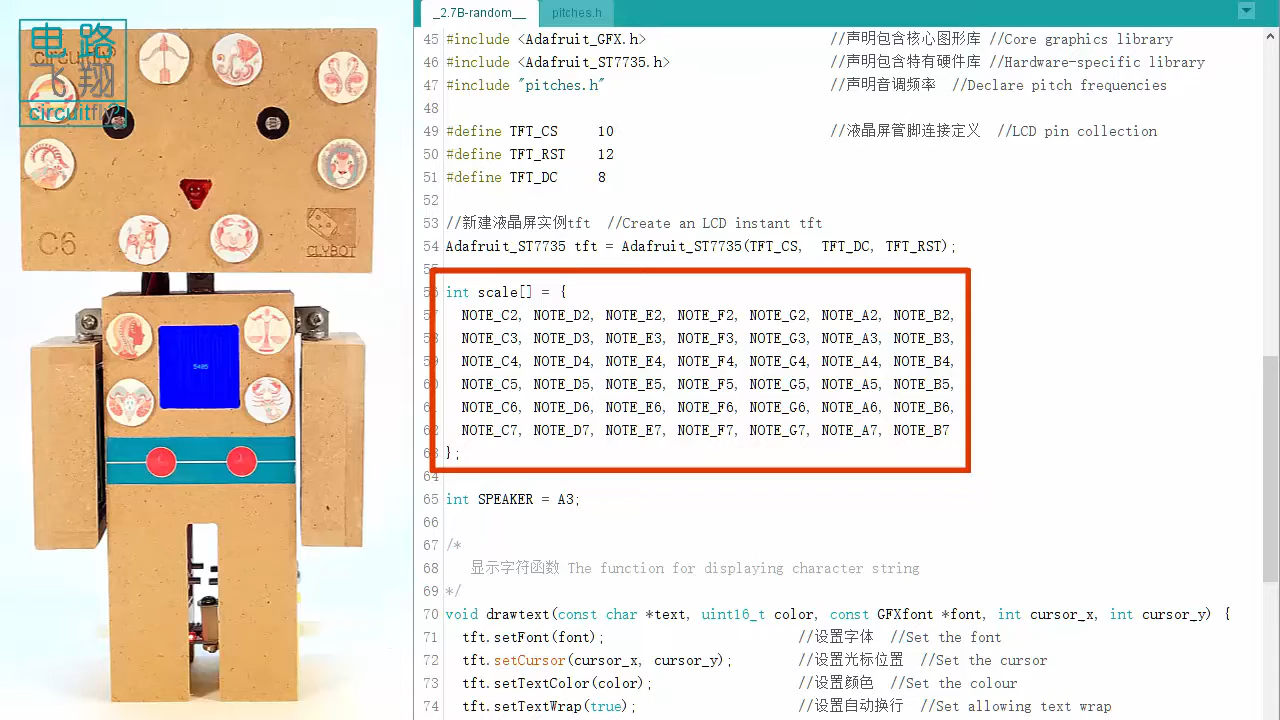 电路
飞翔
circuitfly
circuitfly
C6
CLYBOT
5485
_2.7B-random__ pitches.h
45 #include <Adafruit_GFX.h> //声明包含核心图形库 //Core graphics library
46 #include <Adafruit_ST7735.h> //声明包含特有硬件库 //Hardware-specific library
47 #include "pitches.h" //声明音调频率 //Declare pitch frequencies
48
49 #define TFT_CS 10 //液晶屏管脚连接定义 //LCD pin collection
50 #define TFT_RST 12
51 #define TFT_DC 8
52
53 //新建液晶屏实例tft //Create an LCD instant tft
54 Adafruit_ST7735 tft = Adafruit_ST7735(TFT_CS, TFT_DC, TFT_RST);
55
56 int scale[] = {
57 NOTE_C2, NOTE_D2, NOTE_E2, NOTE_F2, NOTE_G2, NOTE_A2, NOTE_B2,
58 NOTE_C3, NOTE_D3, NOTE_E3, NOTE_F3, NOTE_G3, NOTE_A3, NOTE_B3,
59 NOTE_C4, NOTE_D4, NOTE_E4, NOTE_F4, NOTE_G4, NOTE_A4, NOTE_B4,
60 NOTE_C5, NOTE_D5, NOTE_E5, NOTE_F5, NOTE_G5, NOTE_A5, NOTE_B5,
61 NOTE_C6, NOTE_D6, NOTE_E6, NOTE_F6, NOTE_G6, NOTE_A6, NOTE_B6,
62 NOTE_C7, NOTE_D7, NOTE_E7, NOTE_F7, NOTE_G7, NOTE_A7, NOTE_B7
63 };
64
65 int SPEAKER = A3;
66
67 /*
68 显示字符函数 The function for displaying character string
69 */
70 void drawtext(const char *text, uint16_t color, const GFXfont *font, int cursor_x, int cursor_y) {
71 tft.setFont(font); //设置字体 //Set the font
72 tft.setCursor(cursor_x, cursor_y); //设置光标位置 //Set the cursor
73 tft.setTextColor(color); //设置颜色 //Set the colour
74 tft.setTextWrap(true); //设置自动换行 //Set allowing text wrap